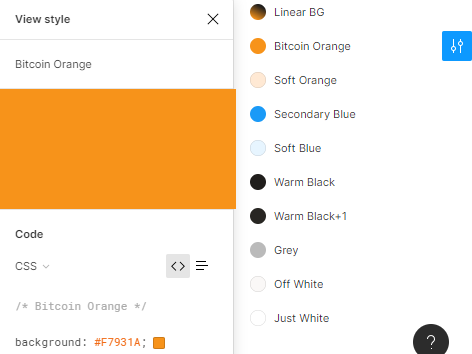 View style
Bitcoin Orange
Code
CSS
/* Bitcoin Orange */
background: #F7931A;
Linear BG
Bitcoin Orange
Soft Orange
Secondary Blue
Soft Blue
Warm Black
Warm Black+1
Grey
Off White
Just White
?